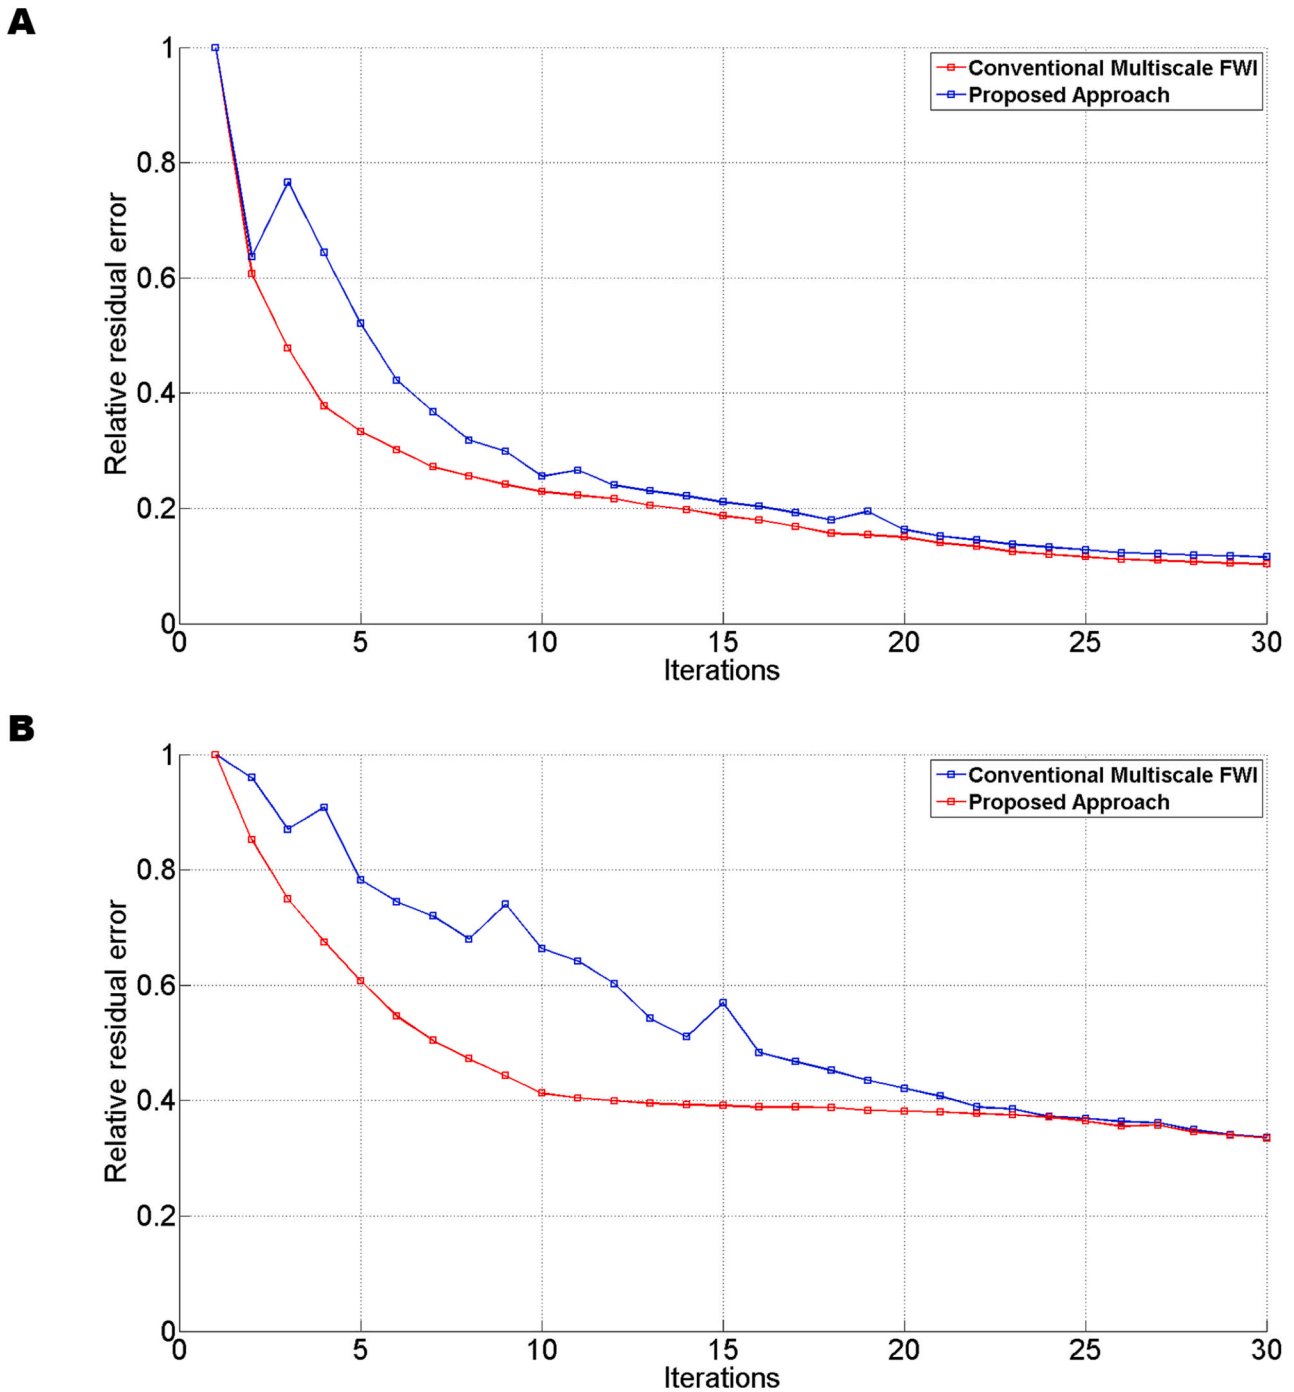 A
Conventional Multiscale FWI
Proposed Approach
Relative residual error
1
0.8
0.6
0.4
0.2
0
0 5 10 15 20 25 30
Iterations
B
Conventional Multiscale FWI
Proposed Approach
Relative residual error
1
0.8
0.6
0.4
0.2
0
0 5 10 15 20 25 30
Iterations